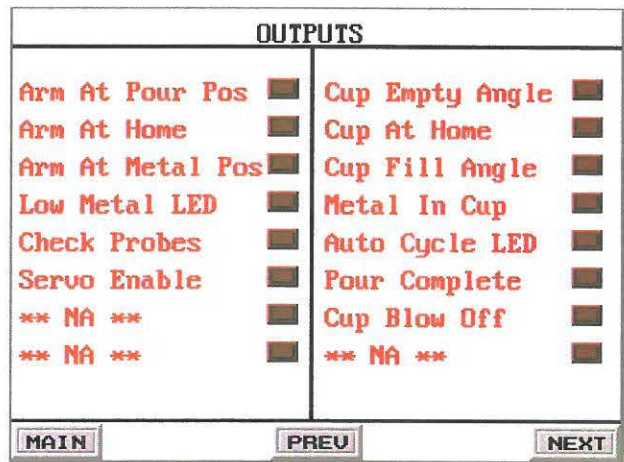 OUTPUTS
Arm At Pour Pos
Arm At Home
Arm At Metal Pos
Low Metal LED
Check Probes
Servo Enable
** NA **
** NA **
Cup Empty Angle
Cup At Home
Cup Fill Angle
Metal In Cup
Auto Cycle LED
Pour Complete
Cup Blow Off
** NA **
MAIN
PREV
NEXT